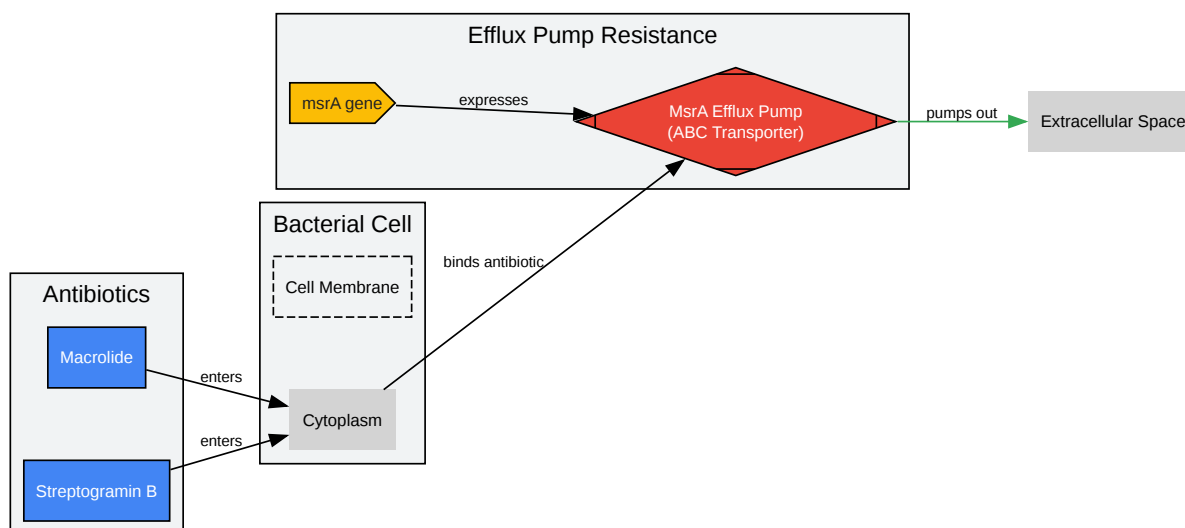 Efflux Pump Resistance
msrA gene
expresses
MsrA Efflux Pump
(ABC Transporter)
pumps out
Extracellular Space
Bacterial Cell
Cell Membrane
binds antibiotic
Antibiotics
Macrolide
enters
Cytoplasm
enters
Streptogramin B